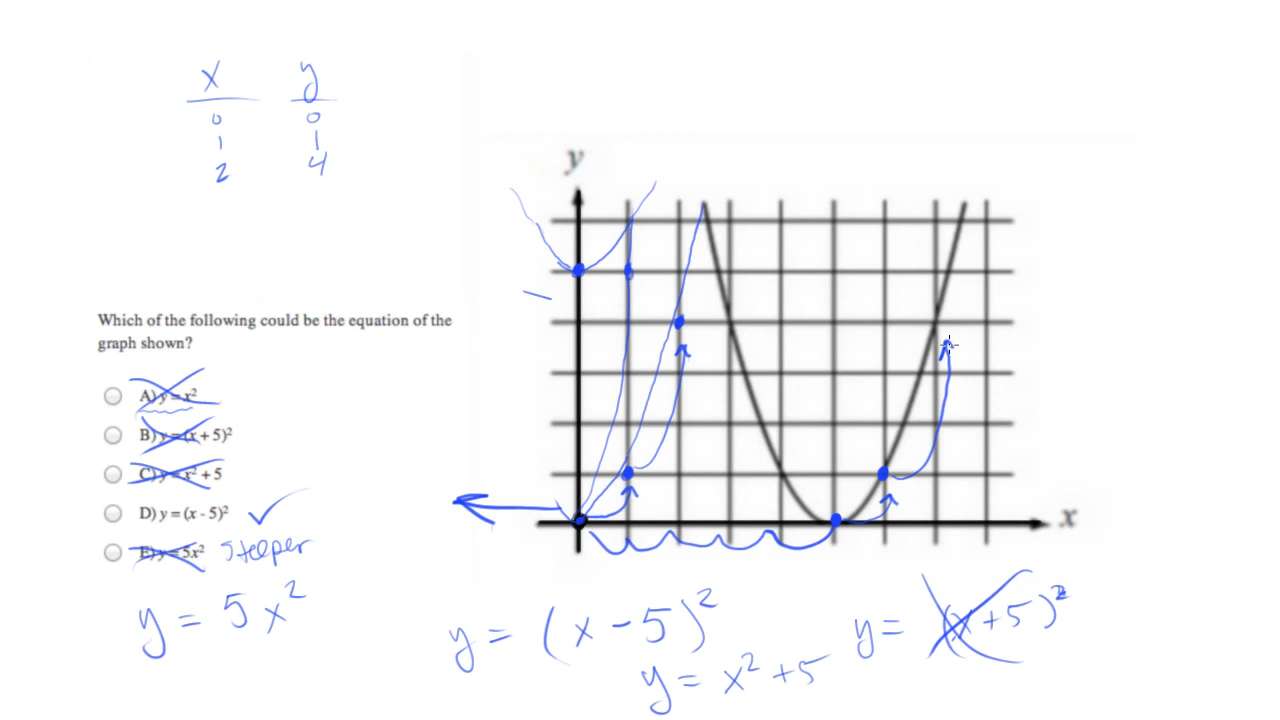 x y
0 0
1 1
2 4
y
Which of the following could be the equation of the
graph shown?
A) y = x²
B) y = (x + 5)²
C) y = x² + 5
D) y = (x - 5)²
E) y = 5x² Steeper
x
y = 5x²
y = (x - 5)²
y = (x + 5)²
y = x² + 5